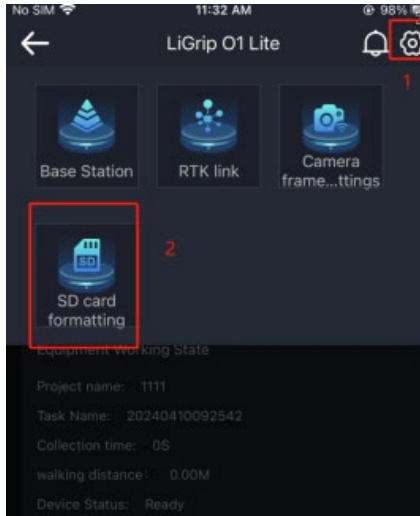 No SIM 11:32 AM 98%
LiGrip O1 Lite
1
Base Station
RTK link
Camera
frame...ttings
2
SD
SD card
formatting
Equipment Working State
Project name: 1111
Task Name: 20240410092542
Collection time: 0S
walking distance: 0.00M
Device Status: Ready